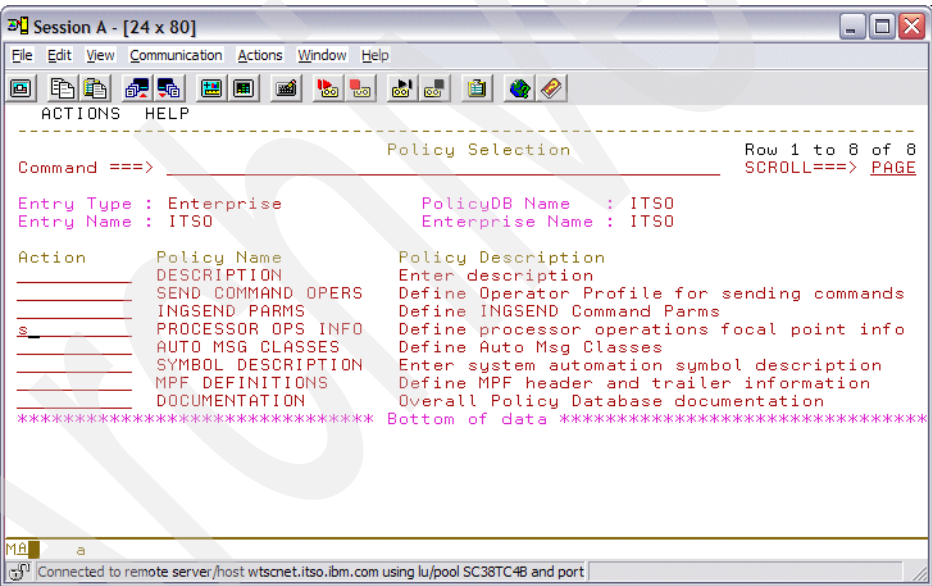 Session A - [24 x 80]
File Edit View Communication Actions Window Help
ACTIONS HELP
Policy Selection Row 1 to 8 of 8
Command ===> SCROLL===> PAGE
Entry Type : Enterprise PolicyDB Name : ITSO
Entry Name : ITSO Enterprise Name : ITSO
Action Policy Name Policy Description
DESCRIPTION Enter description
SEND COMMAND OPERS Define Operator Profile for sending commands
INGSEND PARMS Define INGSEND Command Parms
s PROCESSOR OPS INFO Define processor operations focal point info
AUTO MSG CLASSES Define Auto Msg Classes
SYMBOL DESCRIPTION Enter system automation symbol description
MPF DEFINITIONS Define MPF header and trailer information
DOCUMENTATION Overall Policy Database documentation
******************************* Bottom of data ********************************
MA a
Connected to remote server/host wtscnet.itso.ibm.com using lu/pool SC38TC4B and port